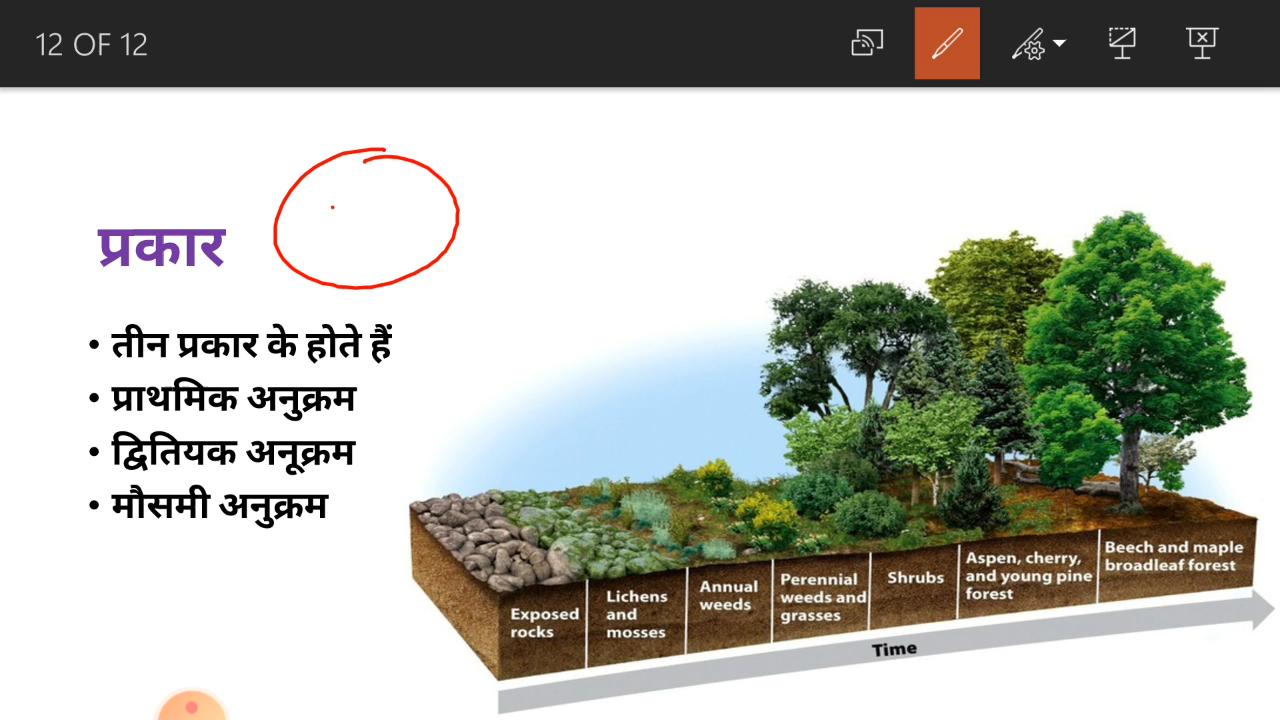 12 OF 12
प्रकार
• तीन प्रकार के होते हैं
• प्राथमिक अनुक्रम
• द्वितियक अनूक्रम
• मौसमी अनुक्रम
Exposed
rocks
Lichens
and
mosses
Annual
weeds
Perennial
weeds and
grasses
Shrubs
Aspen, cherry,
and young pine
forest
Beech and maple
broadleaf forest
Time